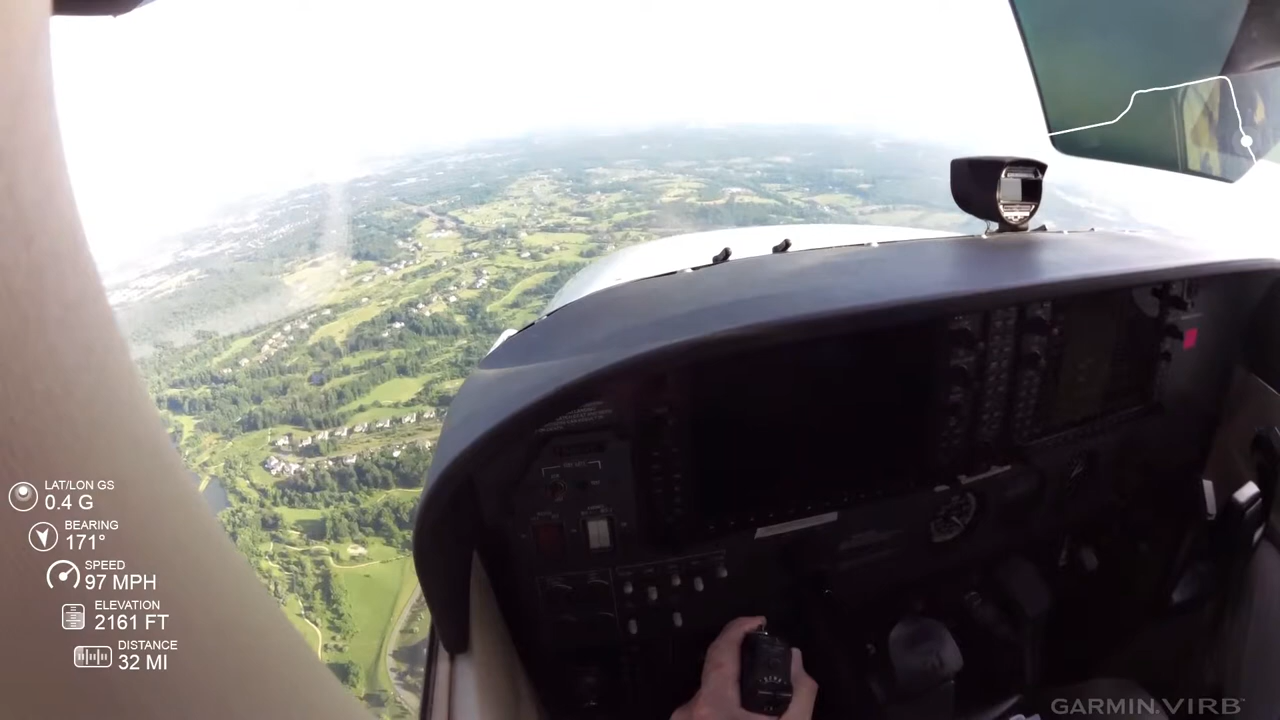 LAT/LON GS
0.4 G
BEARING
171°
SPEED
97 MPH
ELEVATION
2161 FT
DISTANCE
32 MI
GARMIN.VIRB